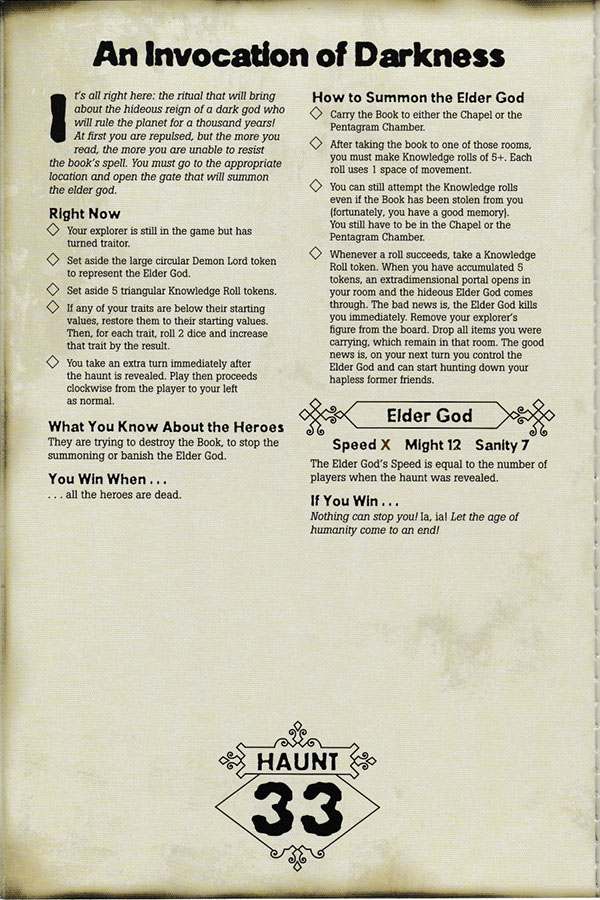 An Invocation of Darkness
It's all right here: the ritual that will bring
about the hideous reign of a dark god who
will rule the planet for a thousand years!
At first you are repulsed, but the more you
read, the more you are unable to resist
the book's spell. You must go to the appropriate
location and open the gate that will summon
the elder god.
Right Now
Your explorer is still in the game but has
turned traitor.
Set aside the large circular Demon Lord token
to represent the Elder God.
Set aside 5 triangular Knowledge Roll tokens.
If any of your traits are below their starting
values, restore them to their starting values.
Then, for each trait, roll 2 dice and increase
that trait by the result.
You take an extra turn immediately after
the haunt is revealed. Play then proceeds
clockwise from the player to your left
as normal.
What You Know About the Heroes
They are trying to destroy the Book, to stop the
summoning or banish the Elder God.
You Win When . . .
. . . all the heroes are dead.
How to Summon the Elder God
Carry the Book to either the Chapel or the
Pentagram Chamber.
After taking the book to one of those rooms,
you must make Knowledge rolls of 5+. Each
roll uses 1 space of movement.
You can still attempt the Knowledge rolls
even if the Book has been stolen from you
(fortunately, you have a good memory).
You still have to be in the Chapel or the
Pentagram Chamber.
Whenever a roll succeeds, take a Knowledge
Roll token. When you have accumulated 5
tokens, an extradimensional portal opens in
your room and the hideous Elder God comes
through. The bad news is, the Elder God kills
you immediately. Remove your explorer's
figure from the board. Drop all items you were
carrying, which remain in that room. The good
news is, on your next turn you control the
Elder God and can start hunting down your
hapless former friends.
Elder God
Speed X Might 12 Sanity 7
The Elder God's Speed is equal to the number of
players when the haunt was revealed.
If You Win . . .
Nothing can stop you! Ia, ia! Let the age of
humanity come to an end!
HAUNT
33